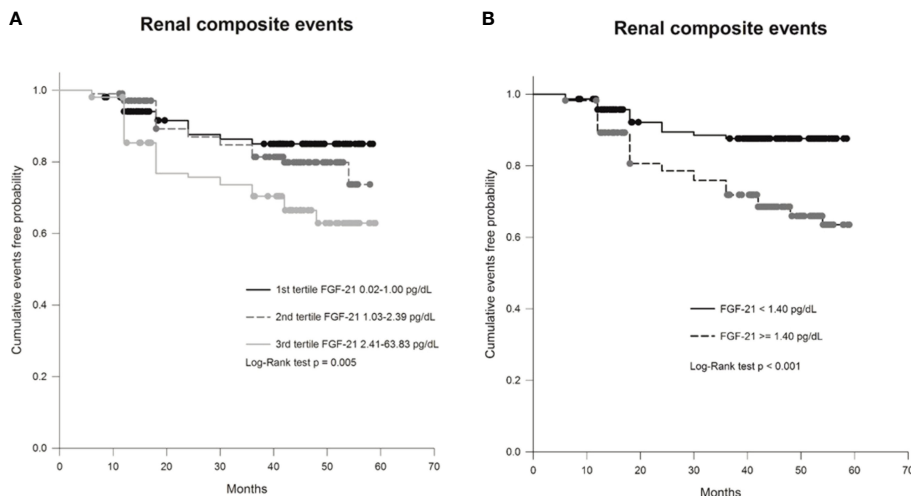 A
Renal composite events
Cumulative events free probability
1.0
0.8
0.6
0.4
0.2
0.0
1st tertile FGF-21 0.02-1.00 pg/dL
2nd tertile FGF-21 1.03-2.39 pg/dL
3rd tertile FGF-21 2.41-63.83 pg/dL
Log-Rank test p = 0.005
0 10 20 30 40 50 60 70
Months
B
Renal composite events
Cumulative events free probability
1.0
0.8
0.6
0.4
0.2
0.0
FGF-21 < 1.40 pg/dL
FGF-21 >= 1.40 pg/dL
Log-Rank test p < 0.001
0 10 20 30 40 50 60 70
Months